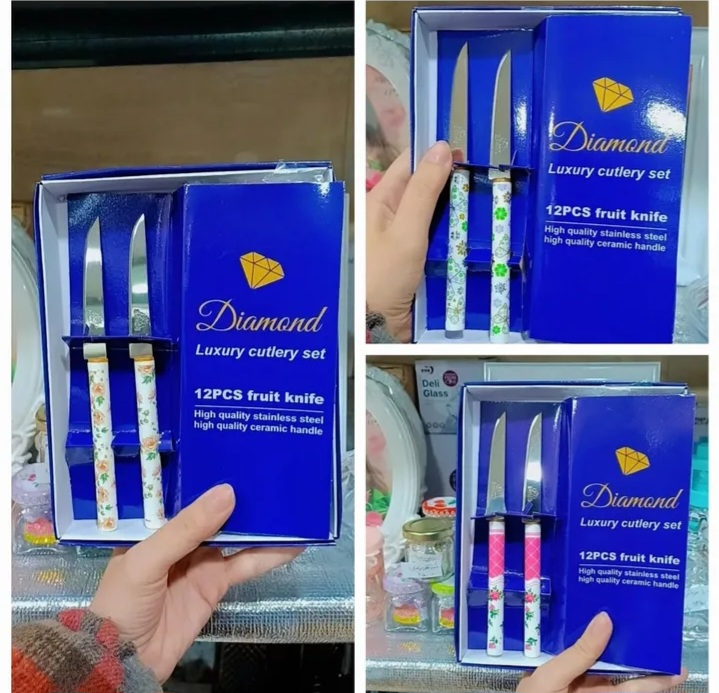 Diamond
Luxury cutlery set
12PCS fruit knife
High quality stainless steel
high quality ceramic handle
Diamond
Luxury cutlery set
12PCS fruit knife
High quality stainless steel
high quality ceramic handle
Deli
Glass
Diamond
Luxury cutlery set
12PCS fruit knife
High quality stainless steel
high quality ceramic handle